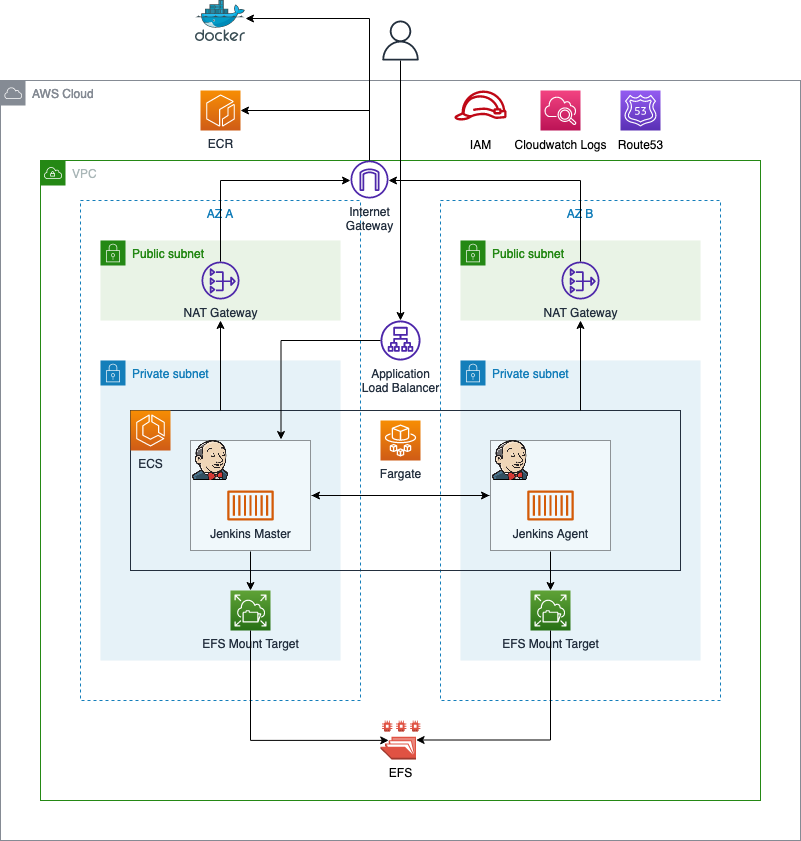 docker
AWS Cloud
ECR
IAM
Cloudwatch Logs
53
Route53
VPC
Internet
Gateway
AZ A
AZ B
Public subnet
NAT Gateway
Public subnet
NAT Gateway
Private subnet
Application
Load Balancer
Private subnet
ECS
Fargate
Jenkins Master
Jenkins Agent
EFS Mount Target
EFS Mount Target
EFS